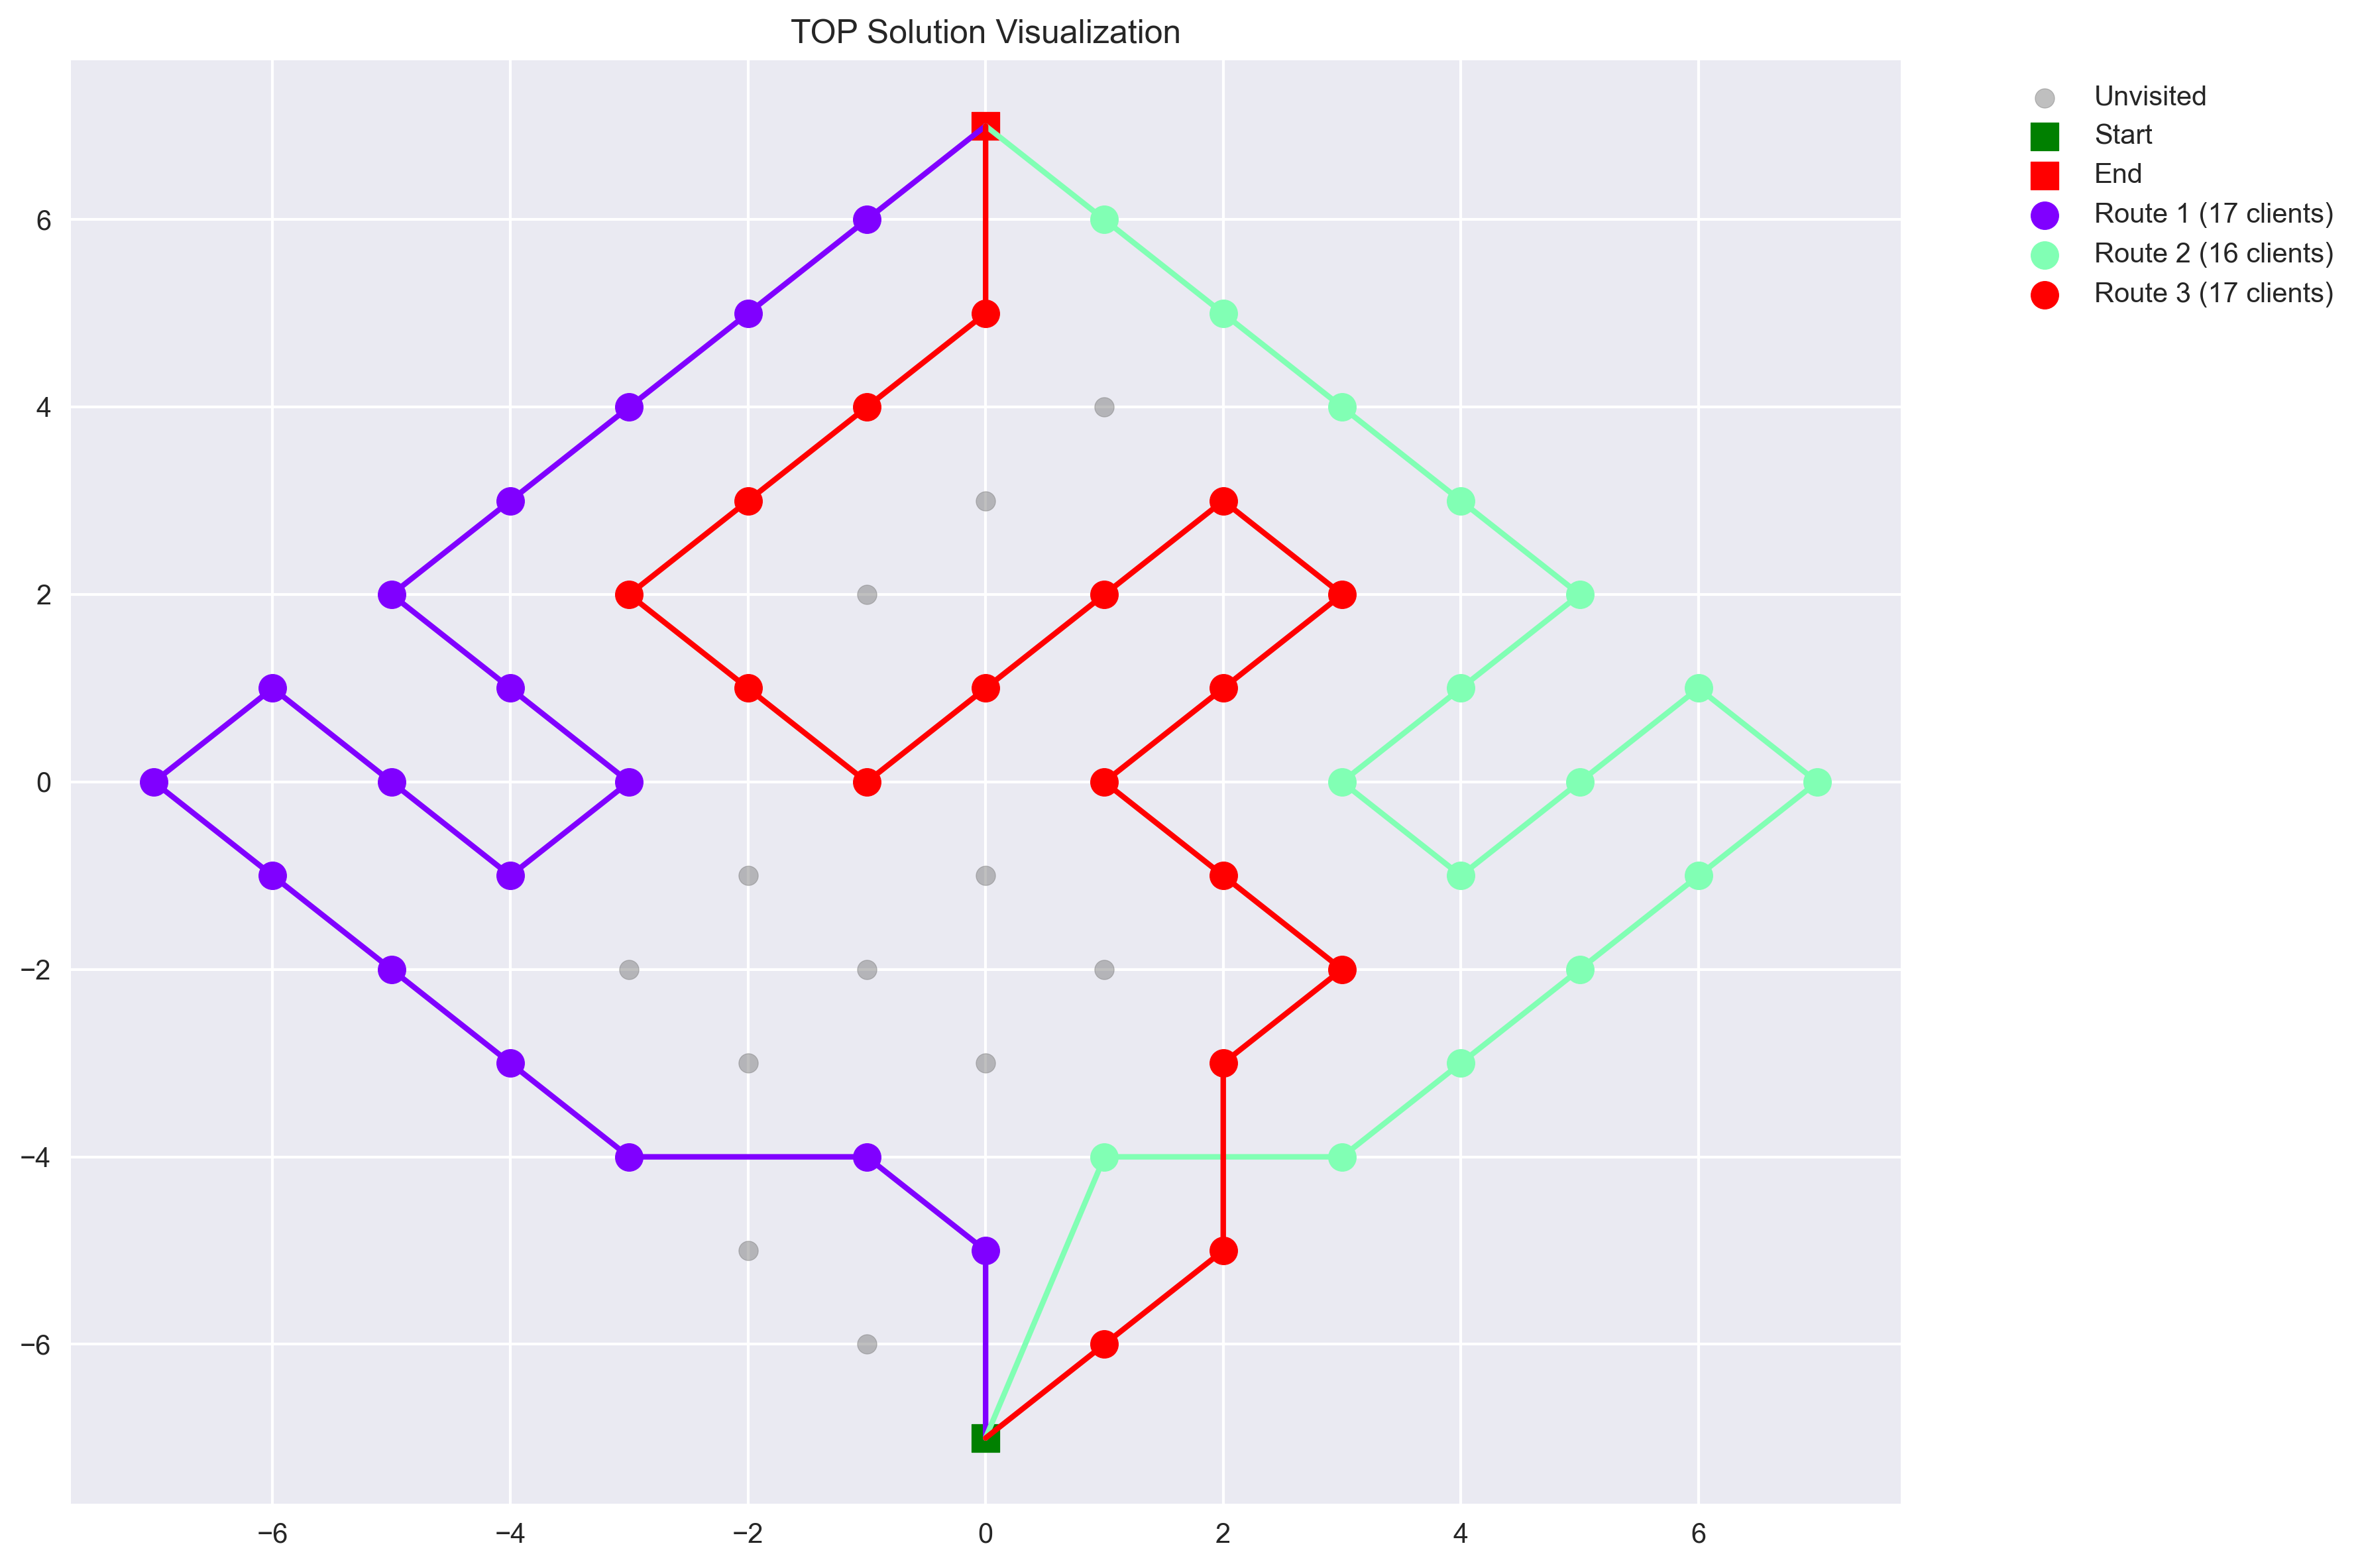 TOP Solution Visualization
Unvisited
Start
End
Route 1 (17 clients)
Route 2 (16 clients)
Route 3 (17 clients)
6
4
2
0
−2
−4
−6
−6 −4 −2 0 2 4 6